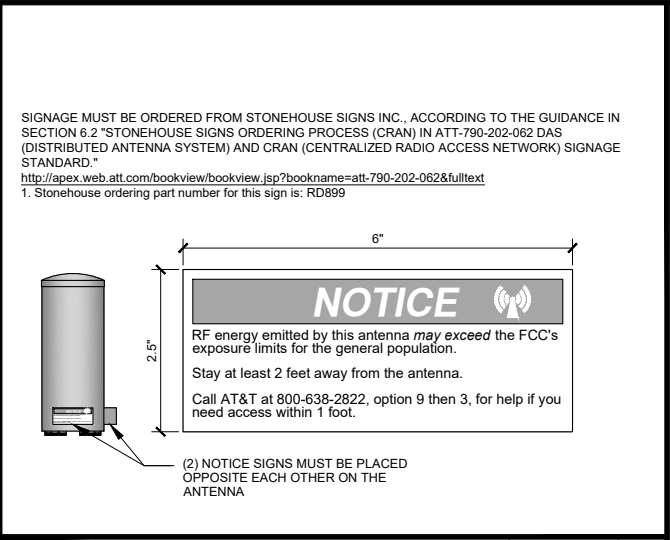 SIGNAGE MUST BE ORDERED FROM STONEHOUSE SIGNS INC., ACCORDING TO THE GUIDANCE IN
SECTION 6.2 "STONEHOUSE SIGNS ORDERING PROCESS (CRAN) IN ATT-790-202-062 DAS
(DISTRIBUTED ANTENNA SYSTEM) AND CRAN (CENTRALIZED RADIO ACCESS NETWORK) SIGNAGE
STANDARD."
http://apex.web.att.com/bookview/bookview.jsp?bookname=att-790-202-062&fulltext
1. Stonehouse ordering part number for this sign is: RD899
6"
2.5"
NOTICE
RF energy emitted by this antenna may exceed the FCC's
exposure limits for the general population.
Stay at least 2 feet away from the antenna.
Call AT&T at 800-638-2822, option 9 then 3, for help if you
need access within 1 foot.
(2) NOTICE SIGNS MUST BE PLACED
OPPOSITE EACH OTHER ON THE
ANTENNA